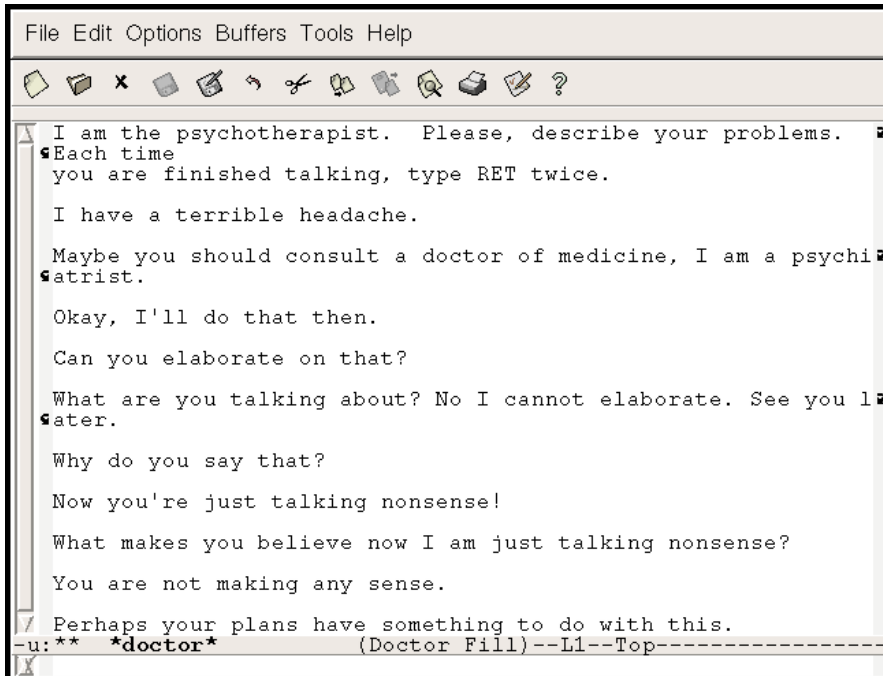 File Edit Options Buffers Tools Help
I am the psychotherapist.  Please, describe your problems.
Each time
you are finished talking, type RET twice.
I have a terrible headache.
Maybe you should consult a doctor of medicine, I am a psychi
atrist.
Okay, I'll do that then.
Can you elaborate on that?
What are you talking about? No I cannot elaborate. See you l
ater.
Why do you say that?
Now you're just talking nonsense!
What makes you believe now I am just talking nonsense?
You are not making any sense.
Perhaps your plans have something to do with this.
-u:**  *doctor*          (Doctor Fill)--L1--Top-----------------